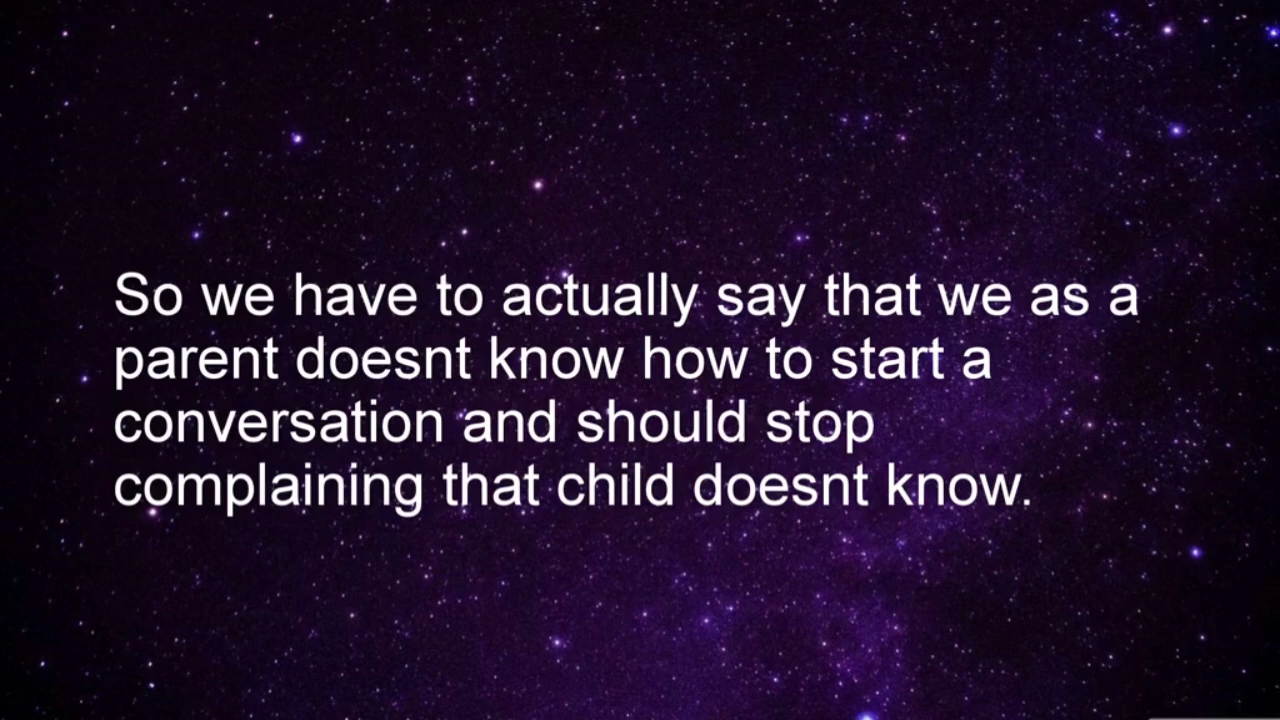 So we have to actually say that we as a
parent doesnt know how to start a
conversation and should stop
complaining that child doesnt know.